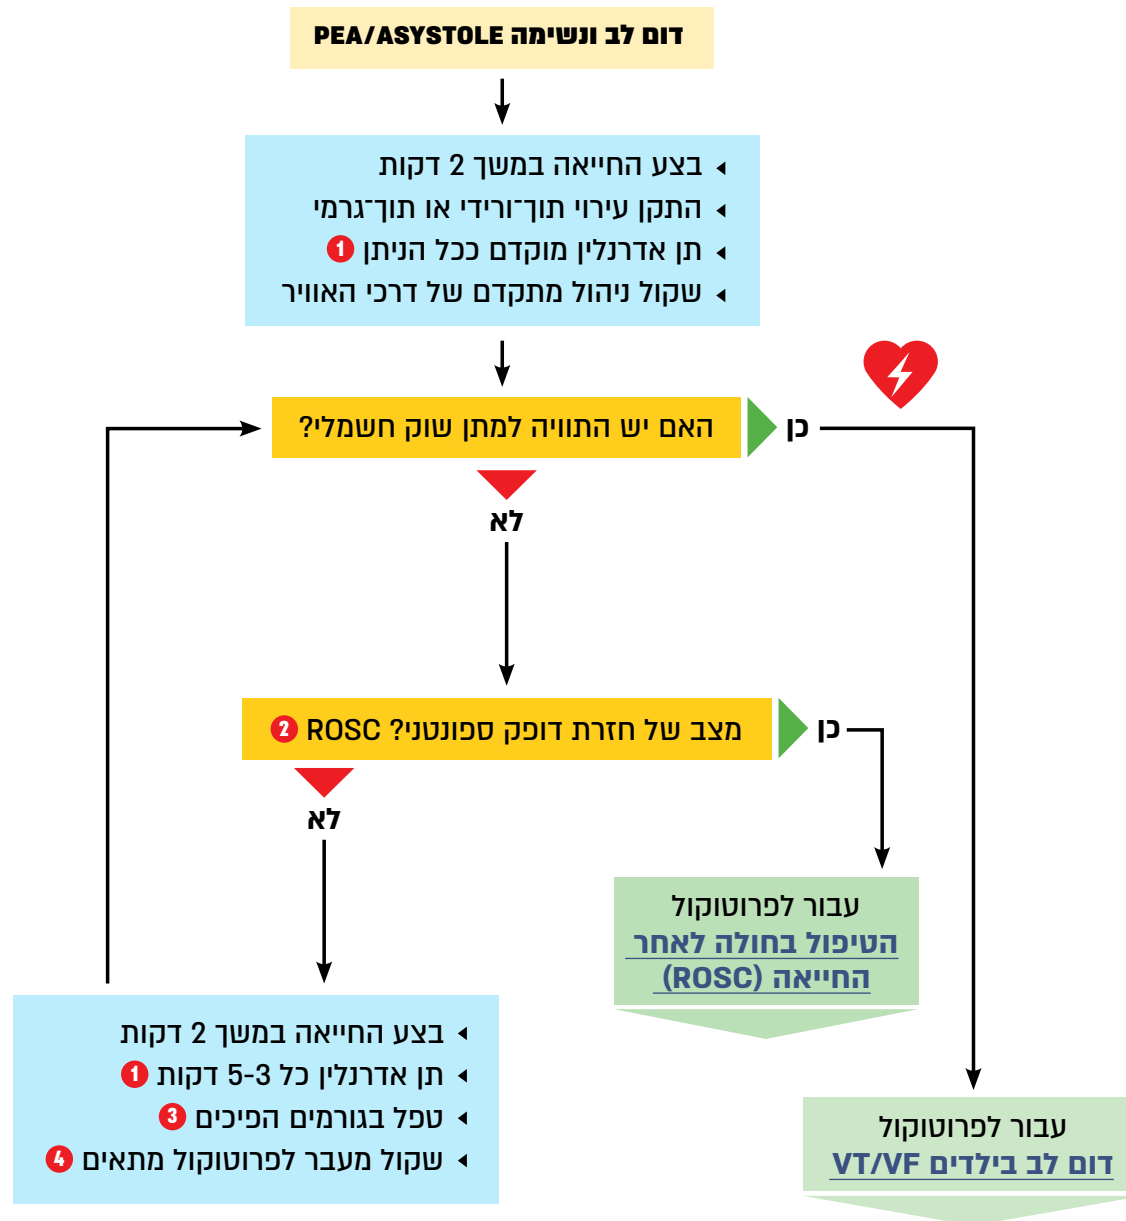 דום לב ונשימה PEA/ASYSTOLE
בצע החייאה במשך 2 דקות
התקן עירוי תוך־ורידי או תוך־גרמי
תן אדרנלין מוקדם ככל הניתן 1
שקול ניהול מתקדם של דרכי האוויר
האם יש התוויה למתן שוק חשמלי?
כן
לא
מצב של חזרת דופק ספונטני? ROSC 2
כן
לא
עבור לפרוטוקול
הטיפול בחולה לאחר
החייאה (ROSC)
בצע החייאה במשך 2 דקות
תן אדרנלין כל 5-3 דקות 1
טפל בגורמים הפיכים 3
שקול מעבר לפרוטוקול מתאים 4
עבור לפרוטוקול
דום לב בילדים VT/VF